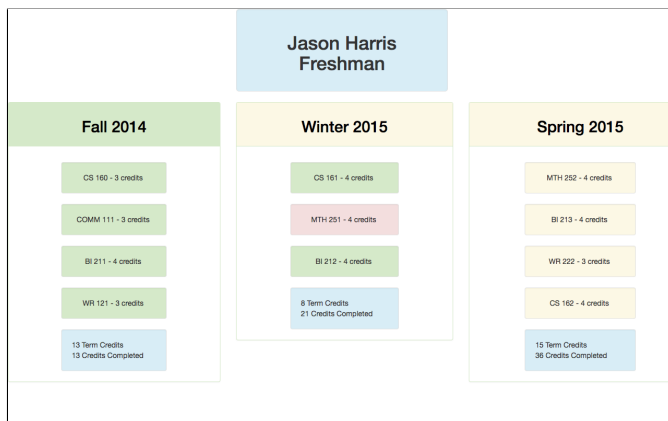 Jason Harris
Freshman
Fall 2014
CS 160 - 3 credits
COMM 111 - 3 credits
BI 211 - 4 credits
WR 121 - 3 credits
13 Term Credits
13 Credits Completed
Winter 2015
CS 161 - 4 credits
MTH 251 - 4 credits
BI 212 - 4 credits
8 Term Credits
21 Credits Completed
Spring 2015
MTH 252 - 4 credits
BI 213 - 4 credits
WR 222 - 3 credits
CS 162 - 4 credits
15 Term Credits
36 Credits Completed